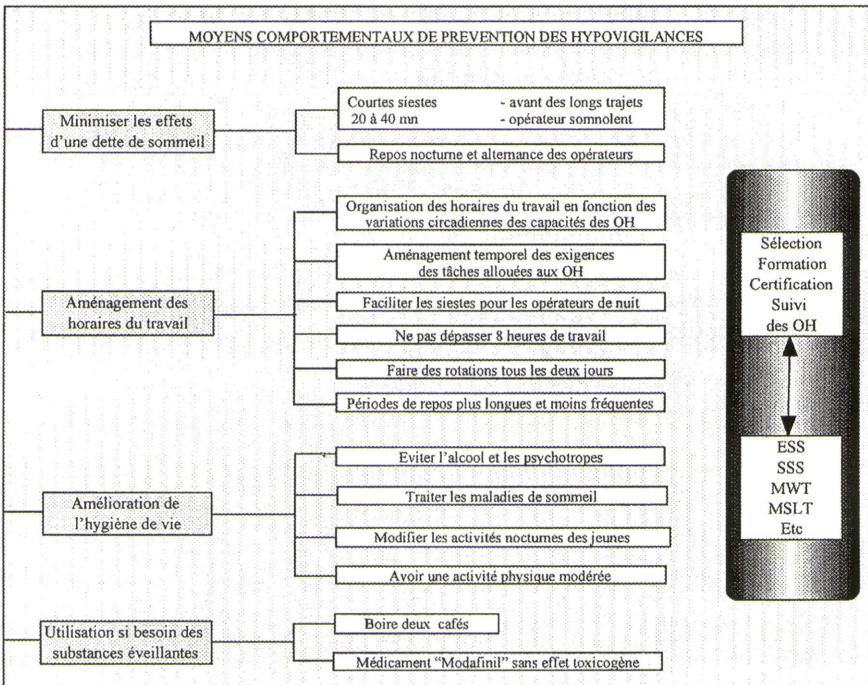 MOYENS COMPORTEMENTAUX DE PREVENTION DES HYPOVIGILANCES
Minimiser les effets
d'une dette de sommeil
Courtes siestes - avant des longs trajets
20 à 40 mn - opérateur somnolent
Repos nocturne et alternance des opérateurs
Aménagement des
horaires du travail
Organisation des horaires du travail en fonction des
variations circadiennes des capacités des OH
Aménagement temporel des exigences
des tâches allouées aux OH
Faciliter les siestes pour les opérateurs de nuit
Ne pas dépasser 8 heures de travail
Faire des rotations tous les deux jours
Périodes de repos plus longues et moins fréquentes
Amélioration de
l'hygiène de vie
Eviter l'alcool et les psychotropes
Traiter les maladies de sommeil
Modifier les activités nocturnes des jeunes
Avoir une activité physique modérée
Utilisation si besoin des
substances éveillantes
Boire deux cafés
Médicament "Modafinil" sans effet toxicogène
Sélection
Formation
Certification
Suivi
des OH
ESS
SSS
MWT
MSLT
Etc